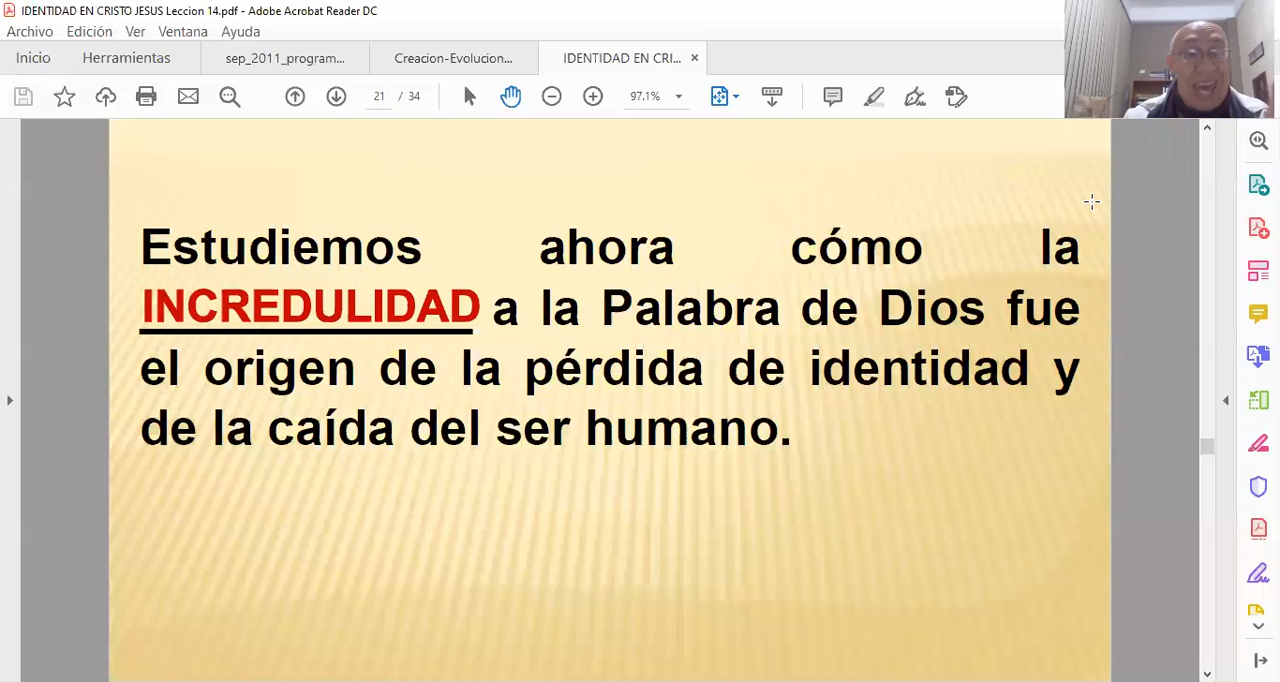 IDENTIDAD EN CRISTO JESUS Leccion 14.pdf - Adobe Acrobat Reader DC
Archivo Edición Ver Ventana Ayuda
Inicio Herramientas sep_2011_program... Creacion-Evolucion... IDENTIDAD EN CRI... ×
21 / 34 97.1%
Estudiemos ahora cómo la
INCREDULIDAD a la Palabra de Dios fue
el origen de la pérdida de identidad y
de la caída del ser humano.